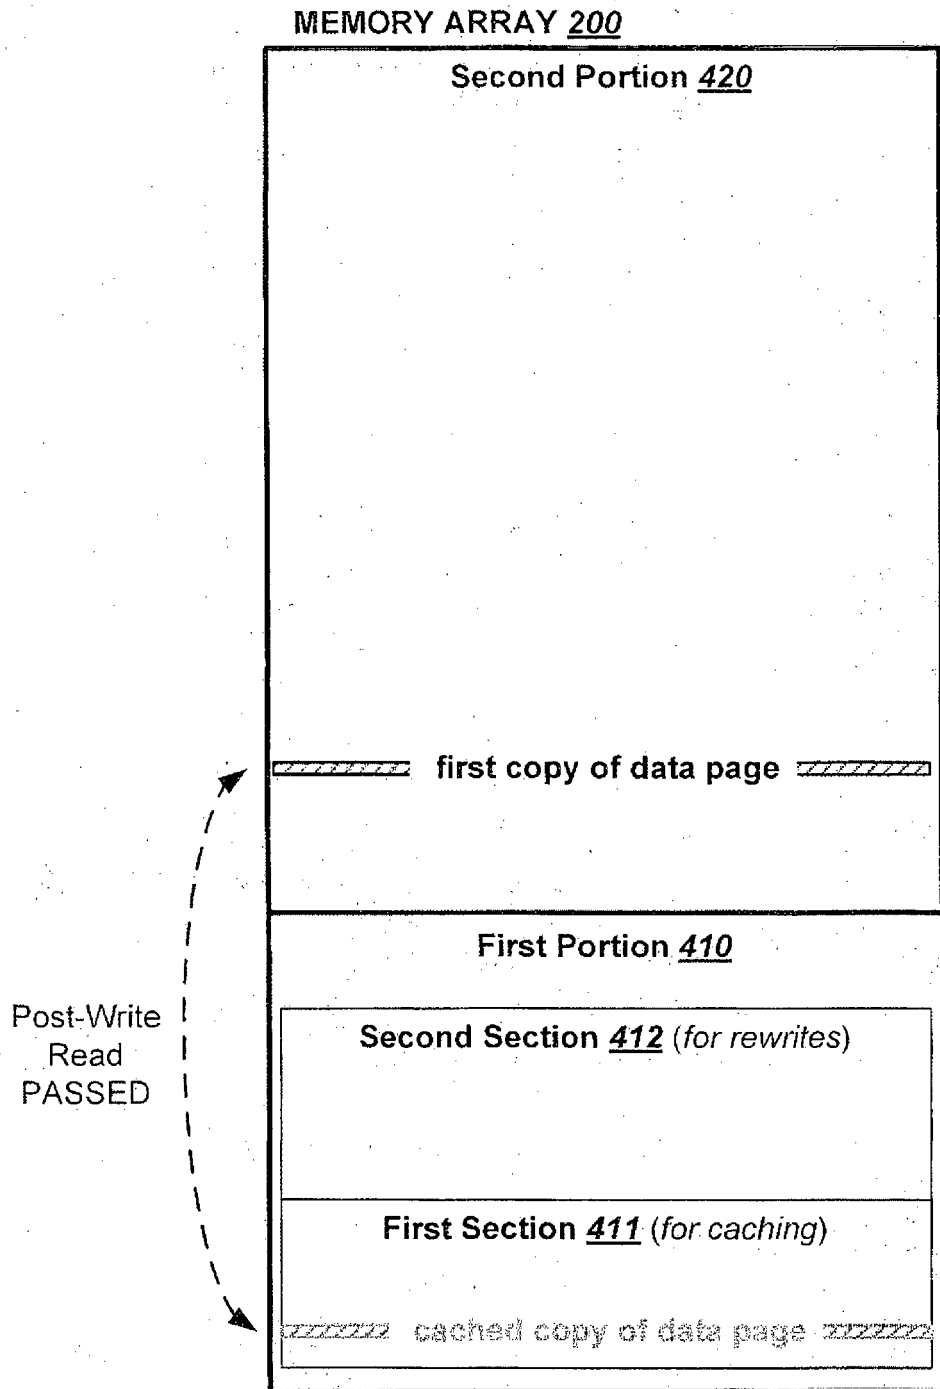 MEMORY ARRAY 200
Second Portion 420
first copy of data page
First Portion 410
Post-Write
Read
PASSED
Second Section 412 (for rewrites)
First Section 411 (for caching)
cached copy of data page